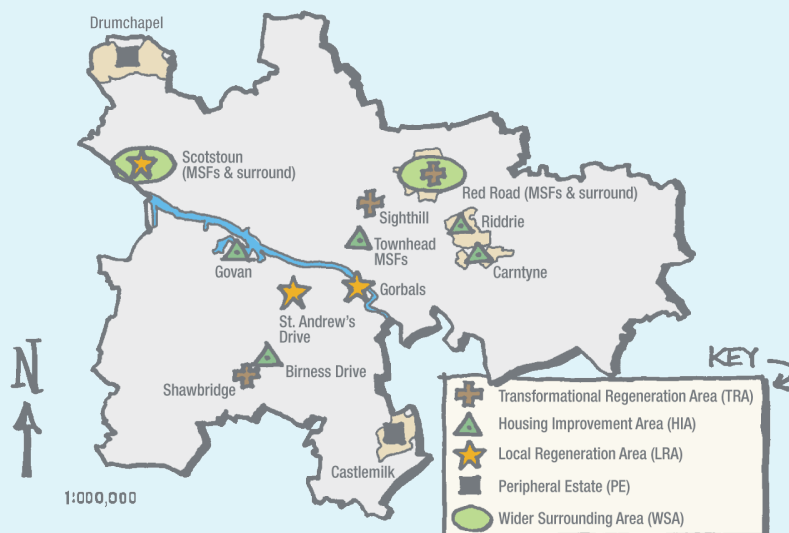 Drumchapel
Scotstoun
(MSFs & surround)
Red Road (MSFs & surround)
Sighthill
Riddrie
Townhead
MSFs
Govan
Carntyne
Gorbals
St. Andrew's
Drive
Birness Drive
Shawbridge
Castlemilk
N
1:000,000
KEY
Transformational Regeneration Area (TRA)
Housing Improvement Area (HIA)
Local Regeneration Area (LRA)
Peripheral Estate (PE)
Wider Surrounding Area (WSA)